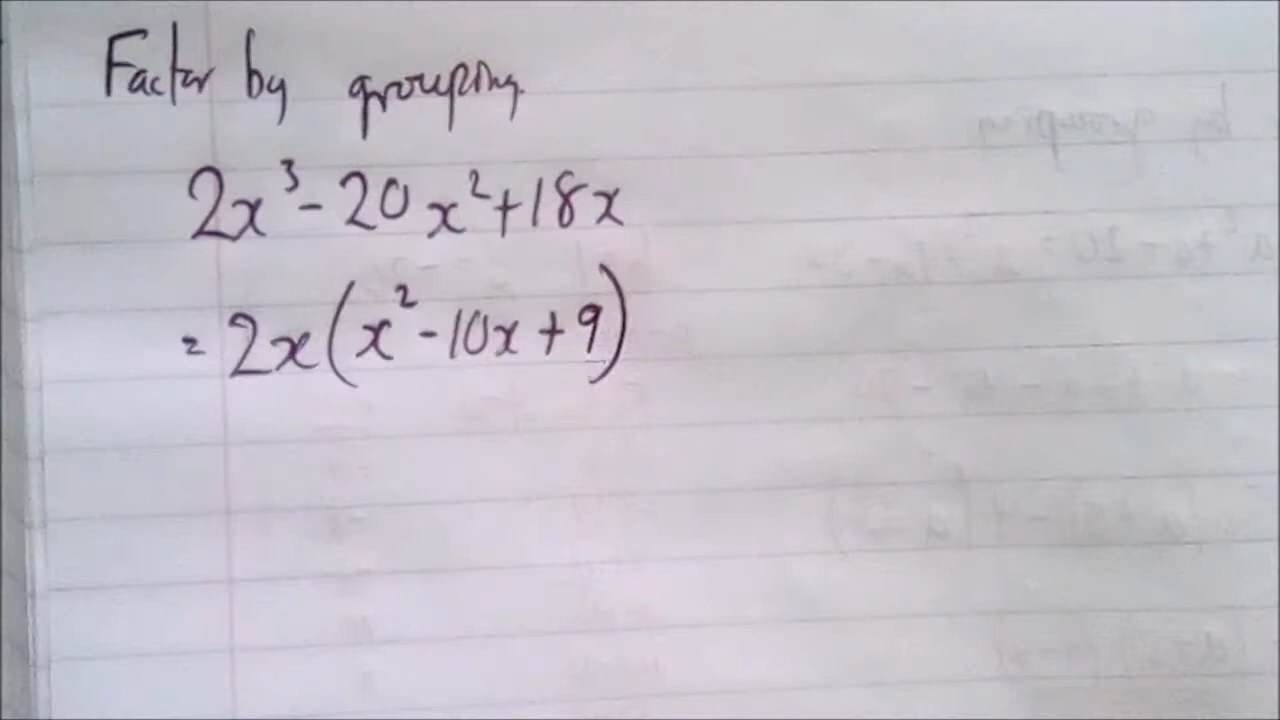 Factor by grouping
2x³ - 20x² + 18x
= 2x(x² - 10x + 9)